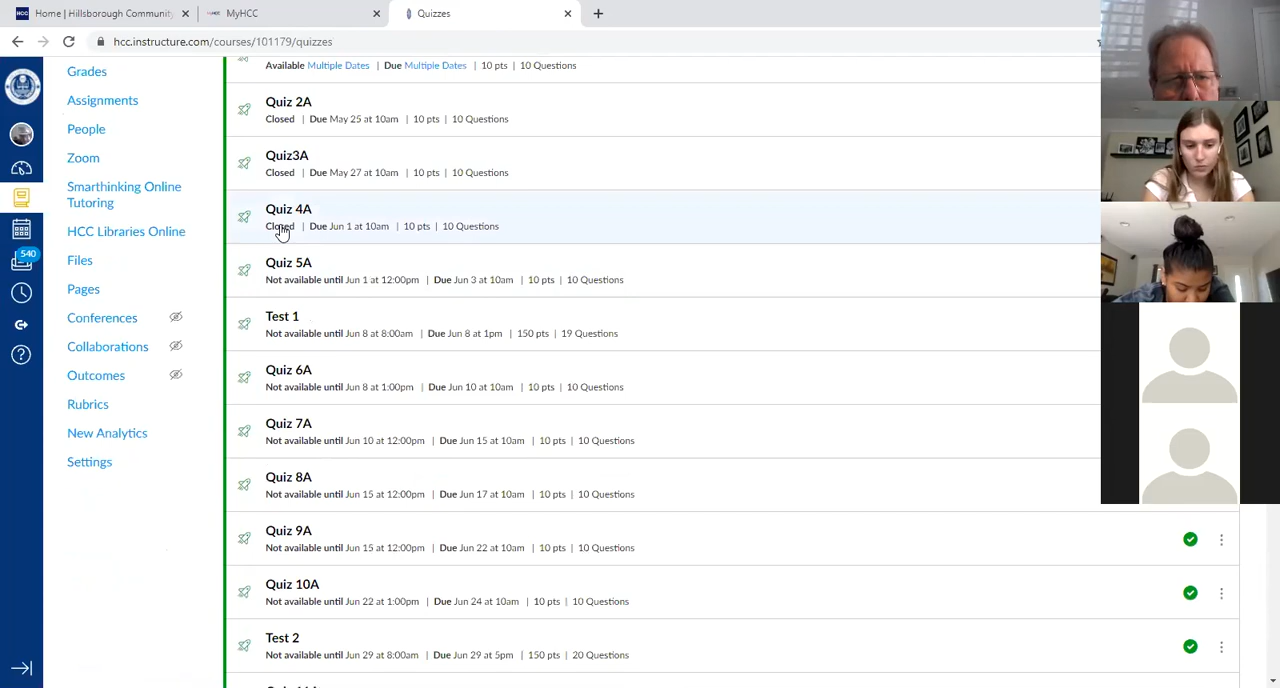 Home | Hillsborough Community
MyHCC
Quizzes
hcc.instructure.com/courses/101179/quizzes
Grades
Assignments
People
Zoom
Smarthinking Online
Tutoring
HCC Libraries Online
Files
Pages
Conferences
Collaborations
Outcomes
Rubrics
New Analytics
Settings
540
Available Multiple Dates | Due Multiple Dates | 10 pts | 10 Questions
Quiz 2A
Closed | Due May 25 at 10am | 10 pts | 10 Questions
Quiz3A
Closed | Due May 27 at 10am | 10 pts | 10 Questions
Quiz 4A
Closed | Due Jun 1 at 10am | 10 pts | 10 Questions
Quiz 5A
Not available until Jun 1 at 12:00pm | Due Jun 3 at 10am | 10 pts | 10 Questions
Test 1
Not available until Jun 8 at 8:00am | Due Jun 8 at 1pm | 150 pts | 19 Questions
Quiz 6A
Not available until Jun 8 at 1:00pm | Due Jun 10 at 10am | 10 pts | 10 Questions
Quiz 7A
Not available until Jun 10 at 12:00pm | Due Jun 15 at 10am | 10 pts | 10 Questions
Quiz 8A
Not available until Jun 15 at 12:00pm | Due Jun 17 at 10am | 10 pts | 10 Questions
Quiz 9A
Not available until Jun 15 at 12:00pm | Due Jun 22 at 10am | 10 pts | 10 Questions
Quiz 10A
Not available until Jun 22 at 1:00pm | Due Jun 24 at 10am | 10 pts | 10 Questions
Test 2
Not available until Jun 29 at 8:00am | Due Jun 29 at 5pm | 150 pts | 20 Questions